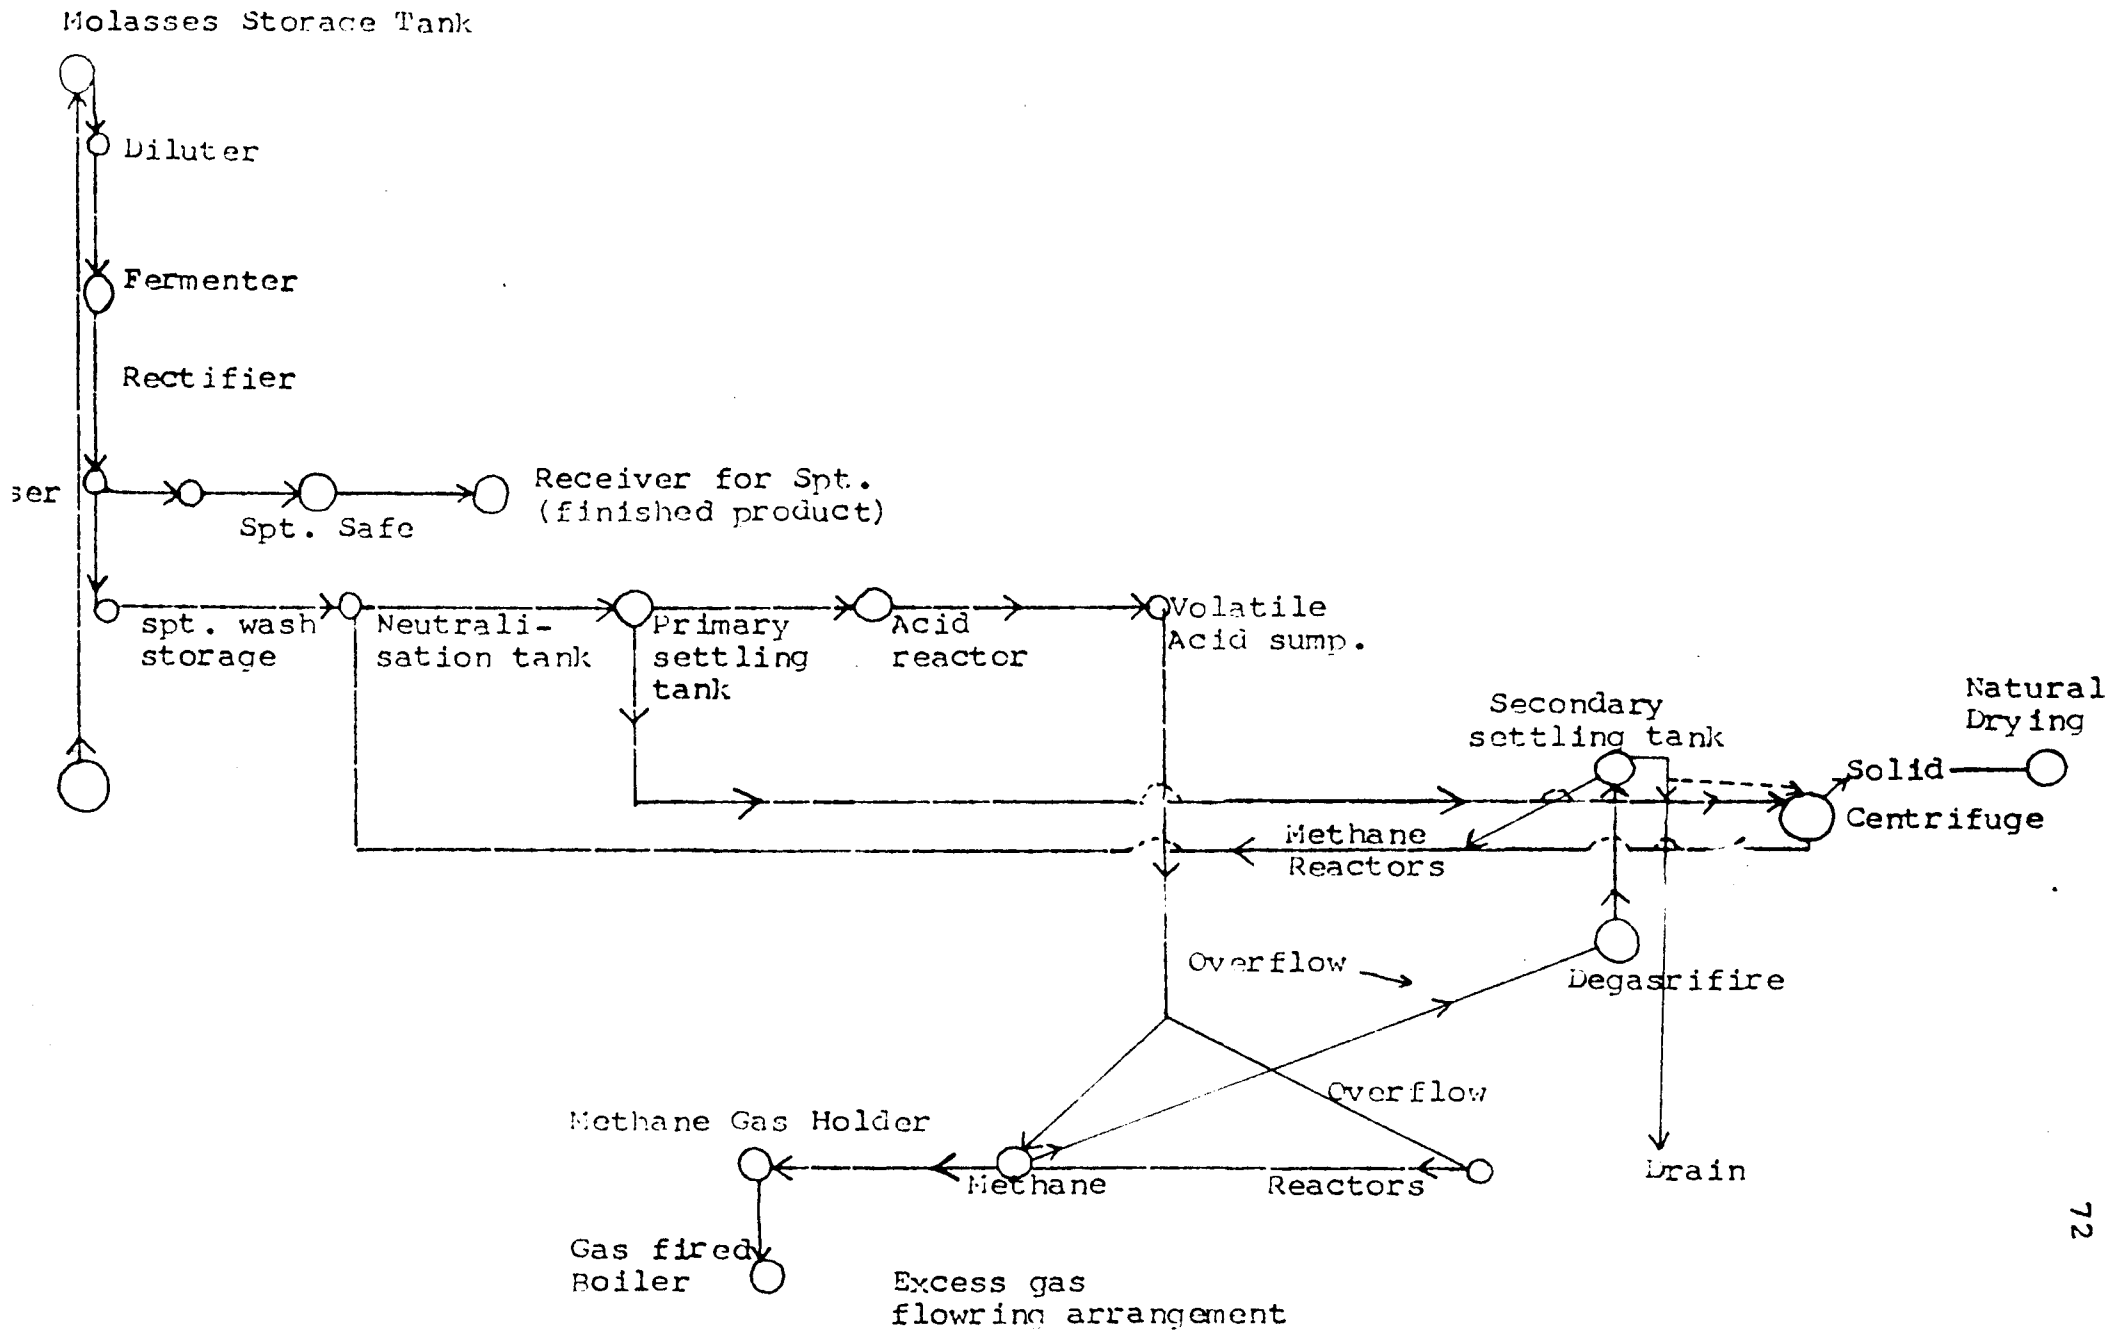 Molasses Storage Tank
Diluter
Fermenter
Rectifier
ser
Receiver for Spt.
(finished product)
Spt. Safe
spt. wash
storage
Neutrali-
sation tank
Primary
settling
tank
Acid
reactor
Volatile
Acid sump.
Secondary
settling tank
Natural
Drying
Solid
Centrifuge
Methane
Reactors
Overflow
Degasrifire
Overflow
Methane Gas Holder
Methane
Reactors
Drain
Gas fired
Boiler
Excess gas
flowring arrangement
72